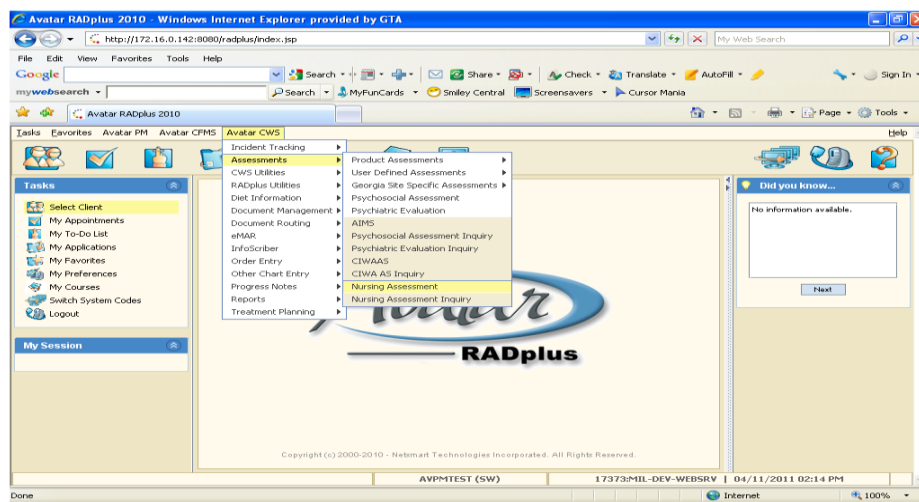 Avatar RADplus 2010 - Windows Internet Explorer provided by GTA
http://172.16.0.142:8080/radplus/index.jsp
My Web Search
File Edit View Favorites Tools Help
Google Search Share Check Translate AutoFill Sign In
mywebsearch Search MyFunCards Smiley Central Screensavers Cursor Mania
Avatar RADplus 2010 Page Tools
Tasks Favorites Avatar PM Avatar CFMS Avatar CWS Help
Incident Tracking
Assessments
CWS Utilities
RADplus Utilities
Diet Information
Document Management
Document Routing
eMAR
InfoScriber
Order Entry
Other Chart Entry
Progress Notes
Reports
Treatment Planning
Product Assessments
User Defined Assessments
Georgia Site Specific Assessments
Psychosocial Assessment
Psychiatric Evaluation
AIMS
Psychosocial Assessment Inquiry
Psychiatric Evaluation Inquiry
CIWAAS
CIWA AS Inquiry
Nursing Assessment
Nursing Assessment Inquiry
Tasks
Select Client
My Appointments
My To-Do List
My Applications
My Favorites
My Preferences
My Courses
Switch System Codes
Logout
My Session
RADplus
Did you know...
No information available.
Next
Copyright (c) 2000-2010 - Netsmart Technologies Incorporated. All Rights Reserved.
AVPMTEST (SW) 17373:MIL-DEV-WEBSRV | 04/11/2011 02:14 PM
Done Internet 100%